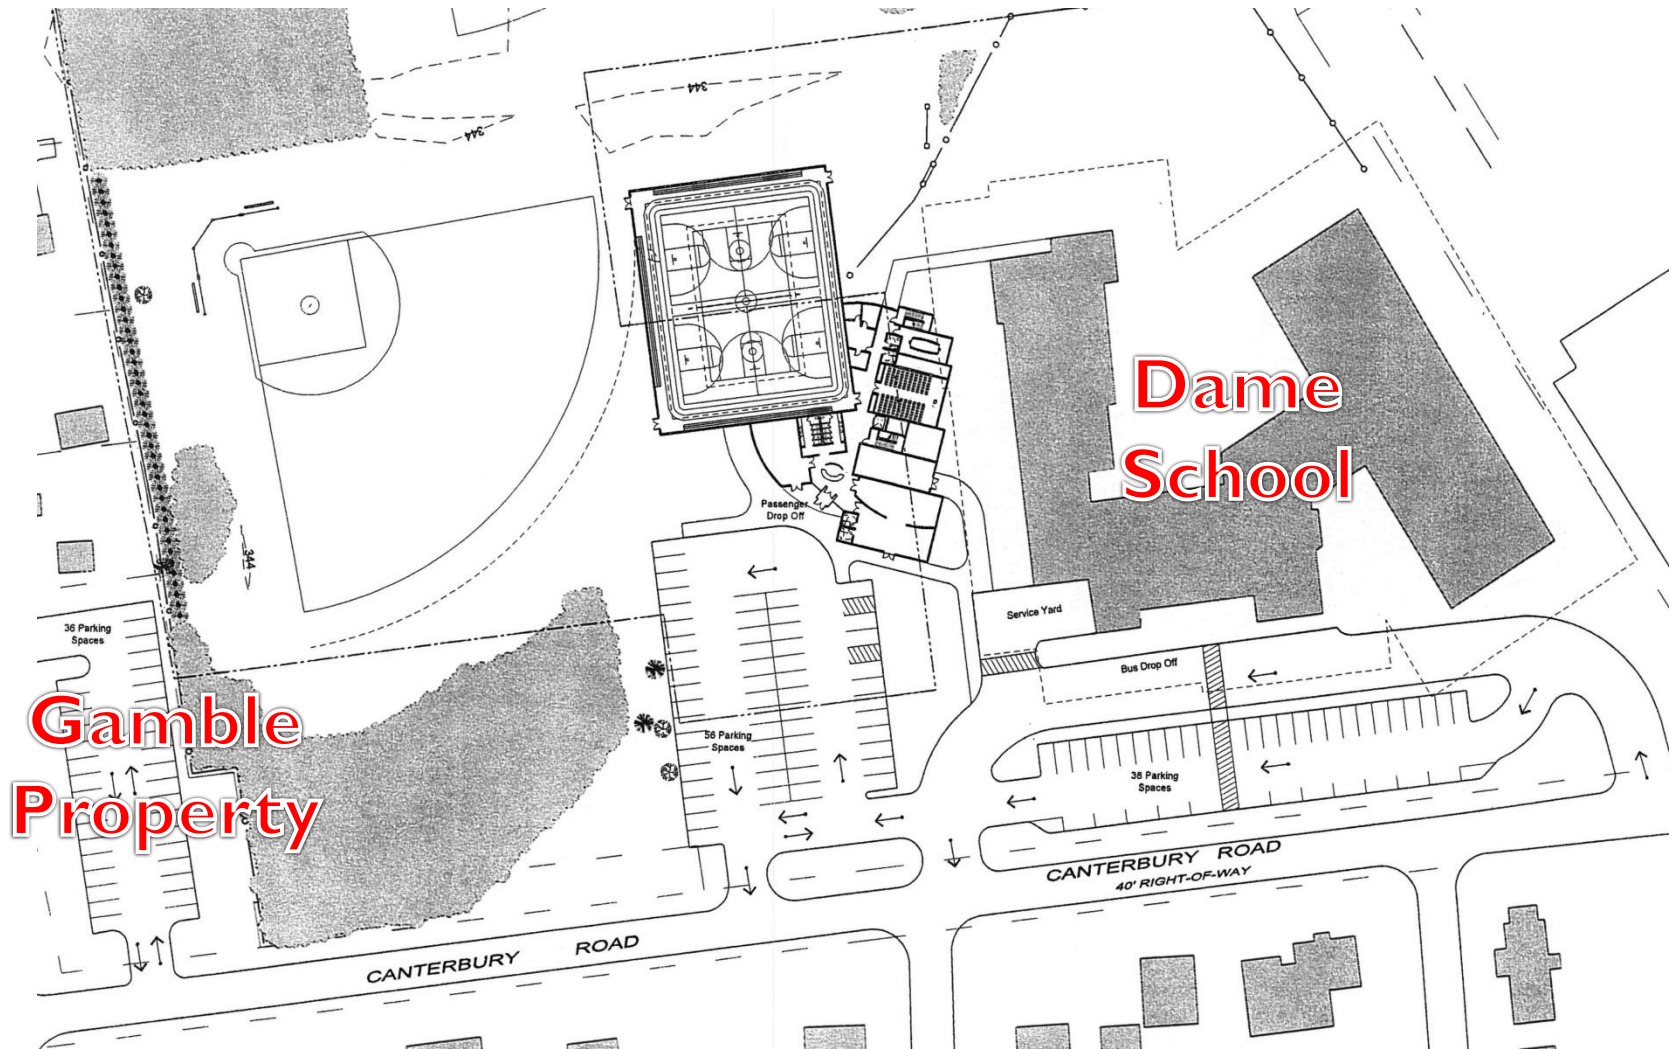 344
344
Dame
School
Passenger
Drop Off
344
36 Parking
Spaces
Service Yard
Bus Drop Off
Gamble
Property
56 Parking
Spaces
36 Parking
Spaces
CANTERBURY ROAD
40' RIGHT-OF-WAY
CANTERBURY ROAD